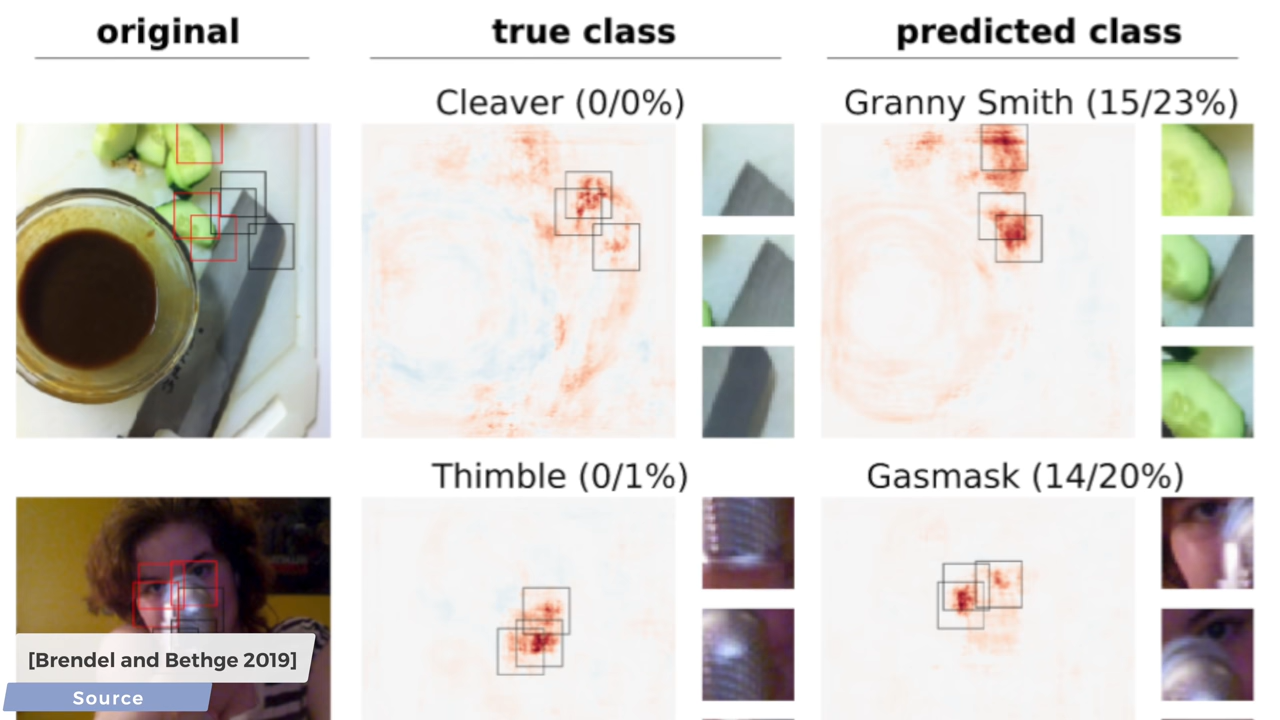 original true class predicted class
Cleaver (0/0%) Granny Smith (15/23%)
Thimble (0/1%) Gasmask (14/20%)
[Brendel and Bethge 2019]
Source